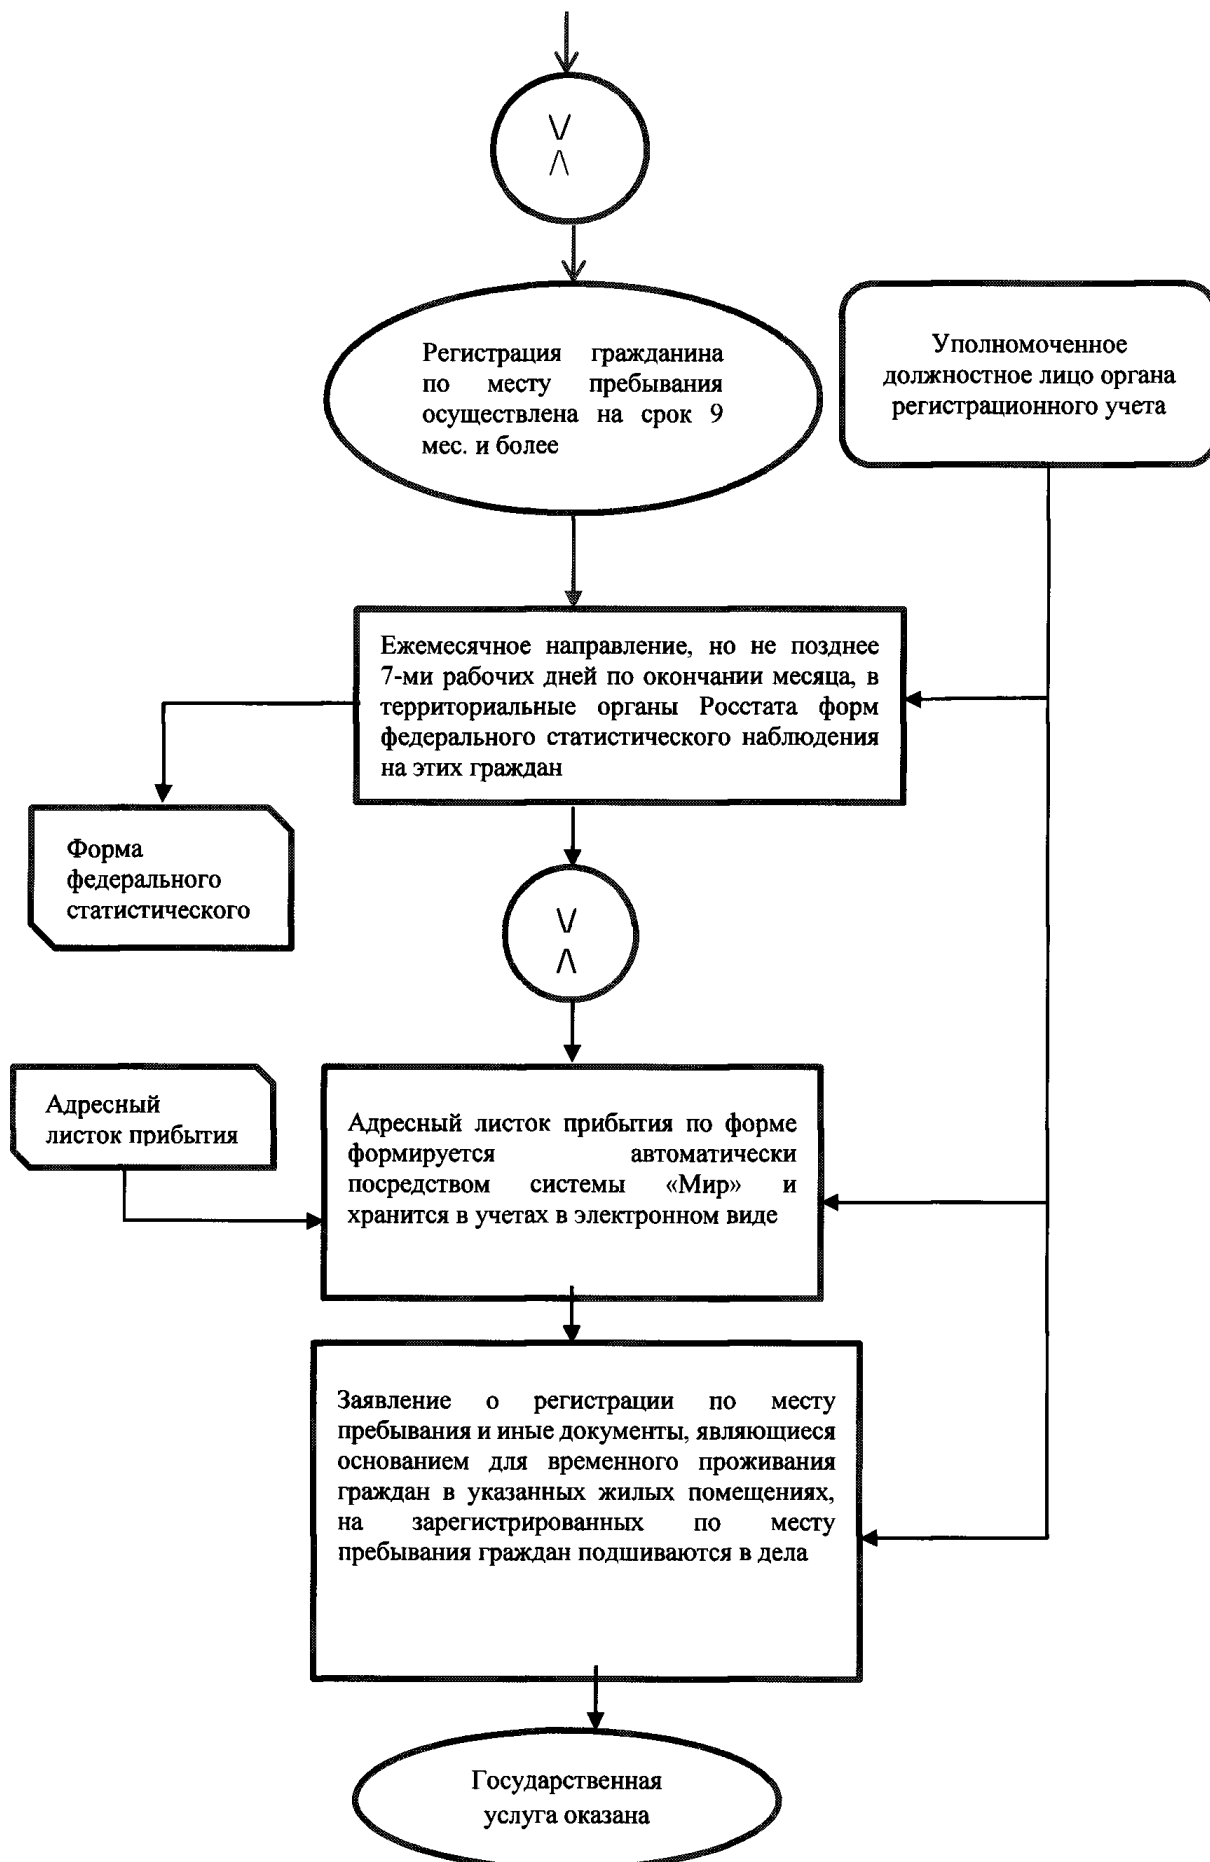 V
Λ
Регистрация гражданина
по месту пребывания
осуществлена на срок 9
мес. и более
Уполномоченное
должностное лицо органа
регистрационного учета
Ежемесячное направление, но не позднее
7-ми рабочих дней по окончании месяца, в
территориальные органы Росстата форм
федерального статистического наблюдения
на этих граждан
Форма
федерального
статистического
V
Λ
Адресный
листок прибытия
Адресный листок прибытия по форме
формируется автоматически
посредством системы «Мир» и
хранится в учетах в электронном виде
Заявление о регистрации по месту
пребывания и иные документы, являющиеся
основанием для временного проживания
граждан в указанных жилых помещениях,
на зарегистрированных по месту
пребывания граждан подшиваются в дела
Государственная
услуга оказана